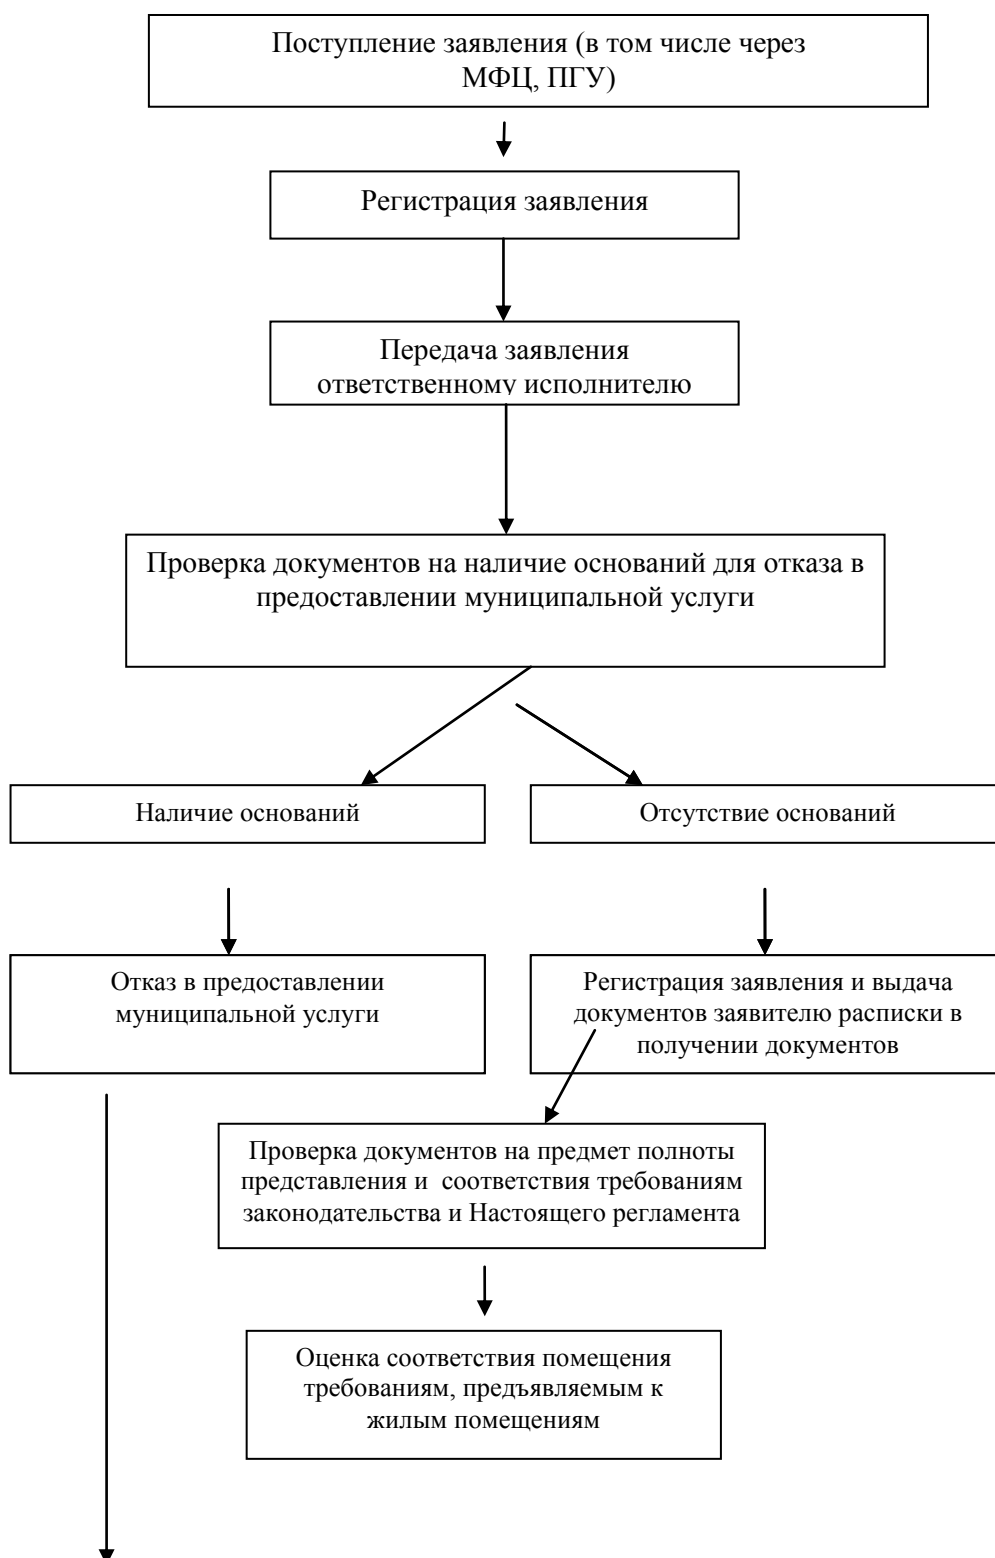 Поступление заявления (в том числе через
МФЦ, ПГУ)
Регистрация заявления
Передача заявления
ответственному исполнителю
Проверка документов на наличие оснований для отказа в
предоставлении муниципальной услуги
Наличие оснований
Отсутствие оснований
Отказ в предоставлении
муниципальной услуги
Регистрация заявления и выдача
документов заявителю расписки в
получении документов
Проверка документов на предмет полноты
представления и соответствия требованиям
законодательства и Настоящего регламента
Оценка соответствия помещения
требованиям, предъявляемым к
жилым помещениям